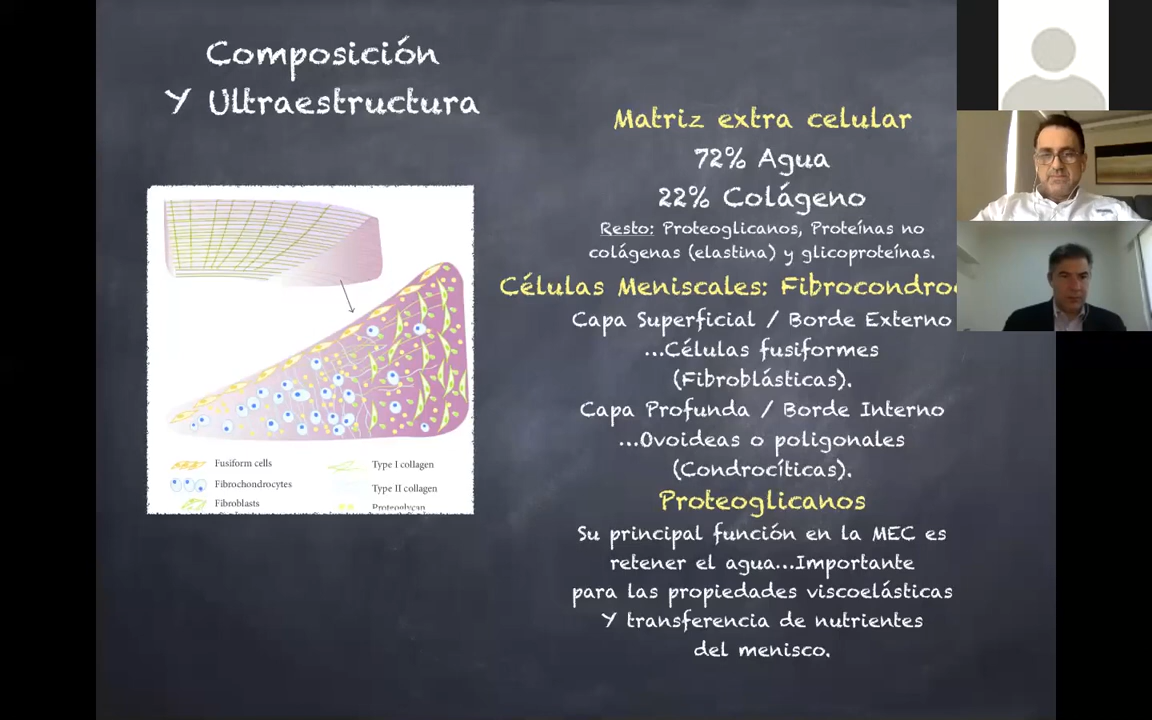 Composición
Y Ultraestructura
Matriz extra celular
72% Agua
22% Colágeno
Resto: Proteoglicanos, Proteínas no
colágenas (elastina) y glicoproteínas.
Células Meniscales:
Capa Superficial / Borde Externo
...Células fusiformes
(Fibroblásticas).
Capa Profunda / Borde Interno
...Ovoideas o poligonales
(Condrocíticas).
Proteoglicanos
Su principal función en la MEC es
retener el agua...Importante
para las propiedades viscoelásticas
Y transferencia de nutrientes
del menisco.
Fusiform cells
Fibrochondrocytes
Fibroblasts
Type I collagen
Type II collagen
Proteoglycan